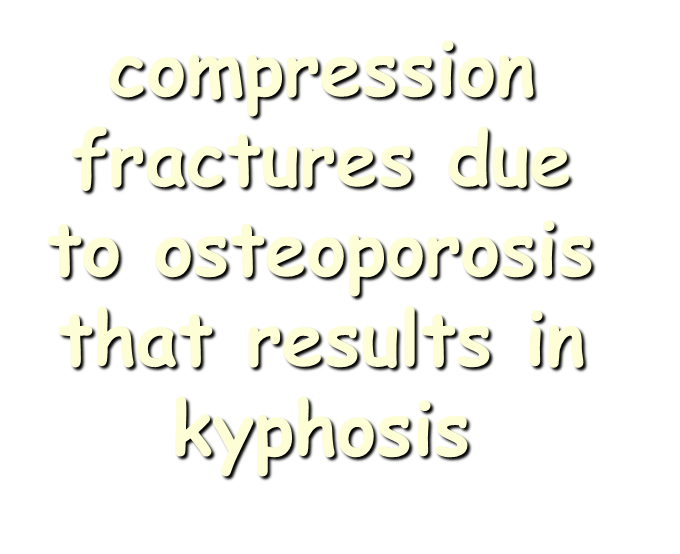 compression
fractures due
to osteoporosis
that results in
kyphosis